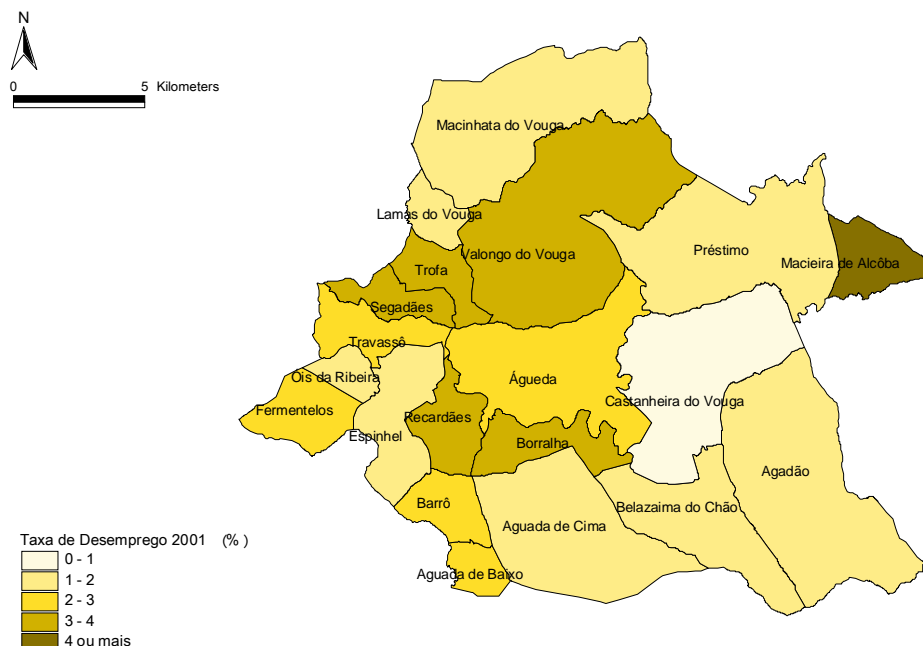 N
0 5 Kilometers
Macinhata do Vouga
Lamas do Vouga
Valongo do Vouga
Préstimo
Macieira de Alcôba
Trofa
Segadães
Travassô
Águeda
Ois da Ribeira
Castanheira do Vouga
Fermentelos
Recardães
Espinhel
Borralha
Agadão
Barrô
Belazaima do Chão
Aguada de Cima
Aguada de Baixo
Taxa de Desemprego 2001 (%)
0 - 1
1 - 2
2 - 3
3 - 4
4 ou mais